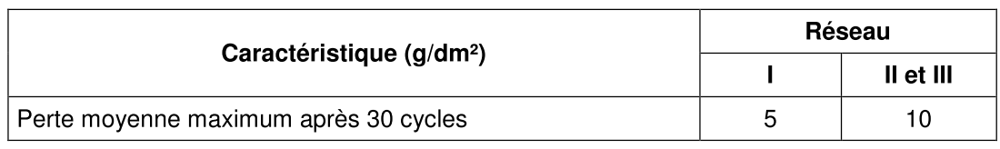 Caractéristique (g/dm²)
Réseau
I
II et III
Perte moyenne maximum après 30 cycles
5
10